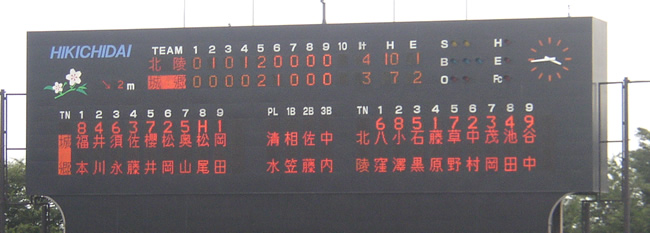 HIKICHIDAI TEAM 1 2 3 4 5 6 7 8 9 10 計 H E S H
北陵 0 1 0 1 2 0 0 0 0 4 10 1 B E
2m 0 0 0 0 2 1 0 0 0 3 7 2 O Fc
TN 1 2 3 4 5 6 7 8 9 PL 1B 2B 3B TN 1 2 3 4 5 6 7 8 9
8 4 6 3 7 2 5 H 1 6 8 5 1 7 2 3 4 9
福井須佐櫻松奥松岡 清相佐中 北八小石藤草中茂池谷
本川永藤井岡山尾田 水笠藤内 陵窪澤黒原野村岡田中